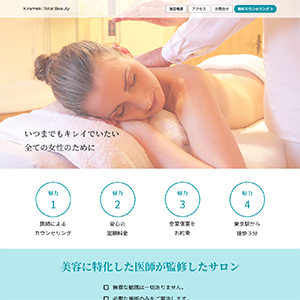 Kirameki Total Beauty
施設概要 アクセス お問合せ 無料カウンセリング
いつまでもキレイでいたい
全ての女性のために
魅力
1
医師による
カウンセリング
魅力
2
安心の
定額料金
魅力
3
全室個室を
お約束
魅力
4
東京駅から
徒歩3分
美容に特化した医師が監修したサロン
無理な勧誘は一切ありません。
必要な施術のみをご案内します。